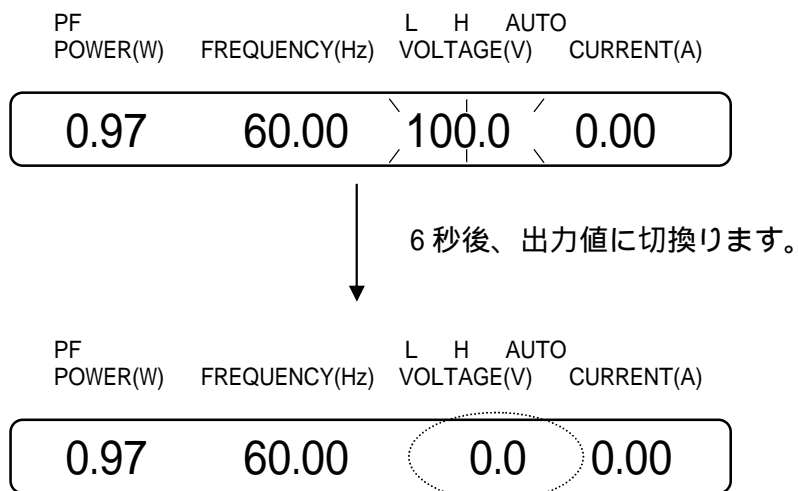 PF L H AUTO
POWER(W) FREQUENCY(Hz) VOLTAGE(V) CURRENT(A)
0.97 60.00 100.0 0.00
6 秒後、出力値に切換ります。
PF L H AUTO
POWER(W) FREQUENCY(Hz) VOLTAGE(V) CURRENT(A)
0.97 60.00 0.0 0.00